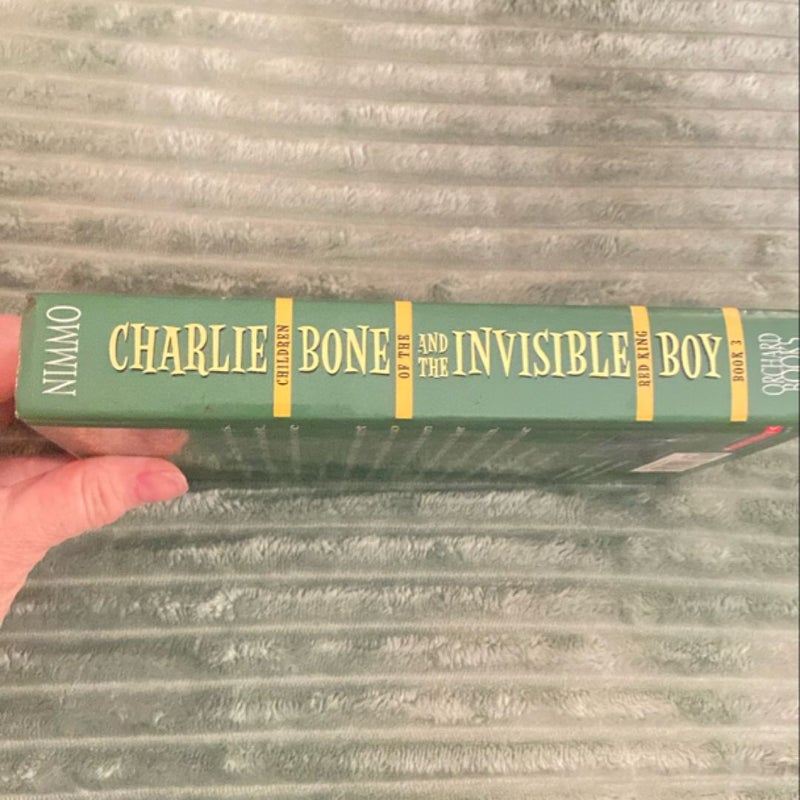 NIMMO
CHARLIE BONE AND THE INVISIBLE BOY
CHILDREN OF THE RED KING BOOK 3
ORCHARD BOOKS